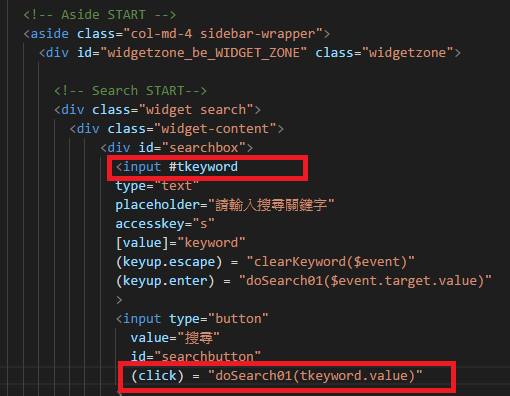 <!-- Aside START -->
<aside class="col-md-4 sidebar-wrapper">
<div id="widgetzone_be_WIDGET_ZONE" class="widgetzone">
<!-- Search START-->
<div class="widget search">
<div class="widget-content">
<div id="searchbox">
<input #tkeyword
type="text"
placeholder="請輸入搜尋關鍵字"
accesskey="s"
[value]="keyword"
(keyup.escape) = "clearKeyword($event)"
(keyup.enter) = "doSearch01($event.target.value)"
>
<input type="button"
value="搜尋"
id="searchbutton"
(click) = "doSearch01(tkeyword.value)"